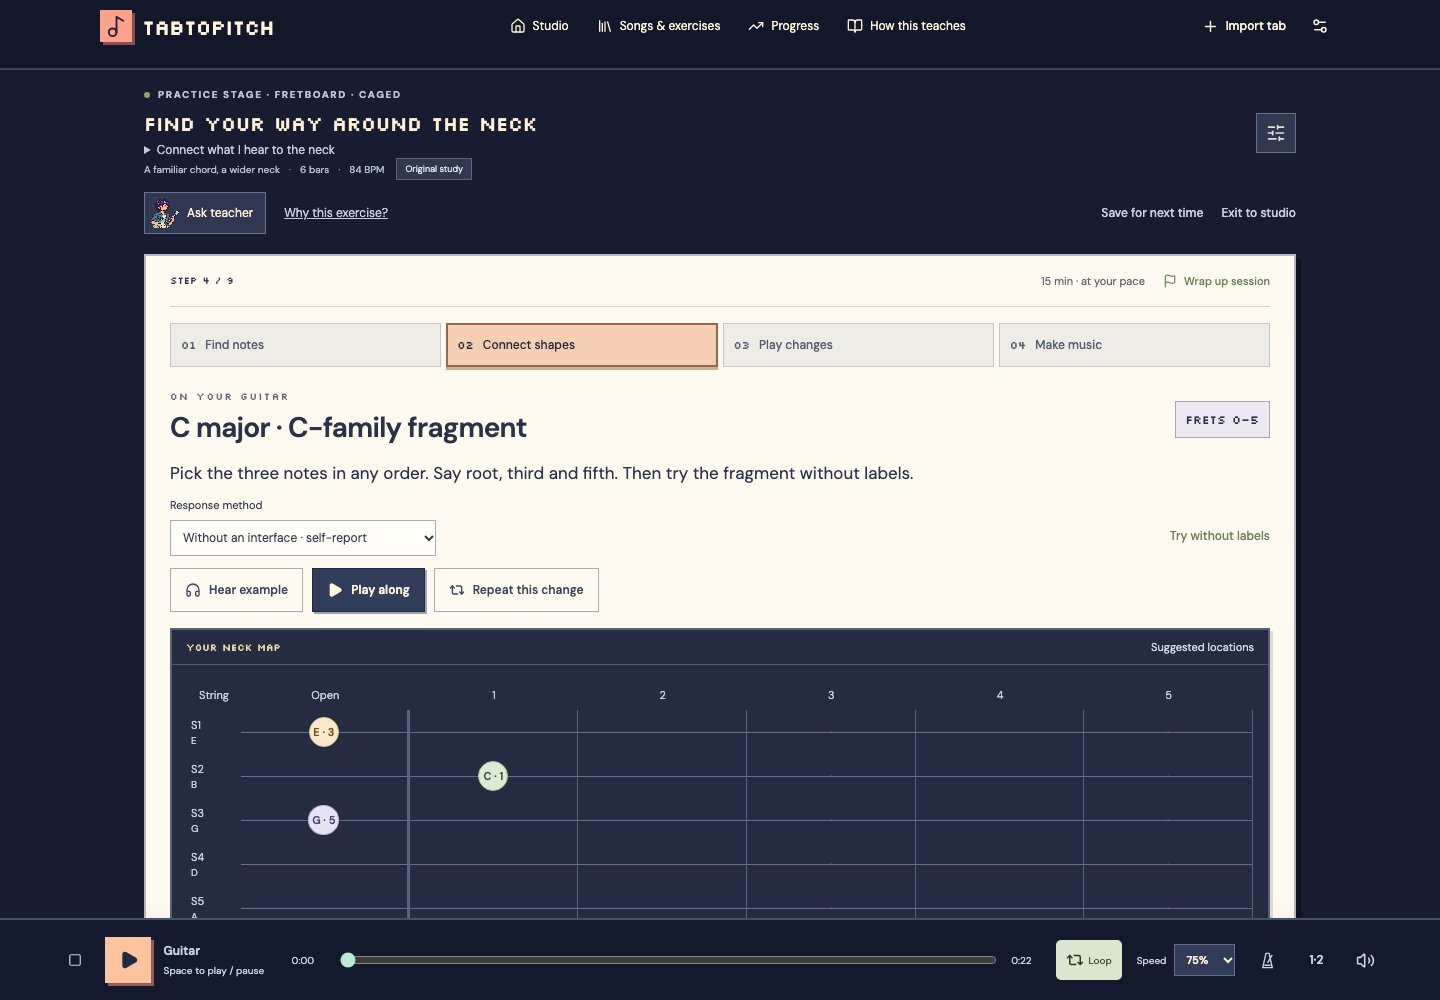 TABTOPITCH
Studio
Songs & exercises
Progress
How this teaches
Import tab
PRACTICE STAGE · FRETBOARD · CAGED
FIND YOUR WAY AROUND THE NECK
Connect what I hear to the neck
A familiar chord, a wider neck · 6 bars · 84 BPM
Original study
Ask teacher
Why this exercise?
Save for next time
Exit to studio
STEP 4 / 9
15 min · at your pace
Wrap up session
01 Find notes
02 Connect shapes
03 Play changes
04 Make music
ON YOUR GUITAR
C major · C-family fragment
FRETS 0-5
Pick the three notes in any order. Say root, third and fifth. Then try the fragment without labels.
Response method
Without an interface · self-report
Try without labels
Hear example
Play along
Repeat this change
YOUR NECK MAP
Suggested locations
String Open 1 2 3 4 5
S1
E
E · 3
S2
B
C · 1
S3
G
G · 5
S4
D
S5
A
Guitar
Space to play / pause
0:00
0:22
Loop
Speed
75%
1·2